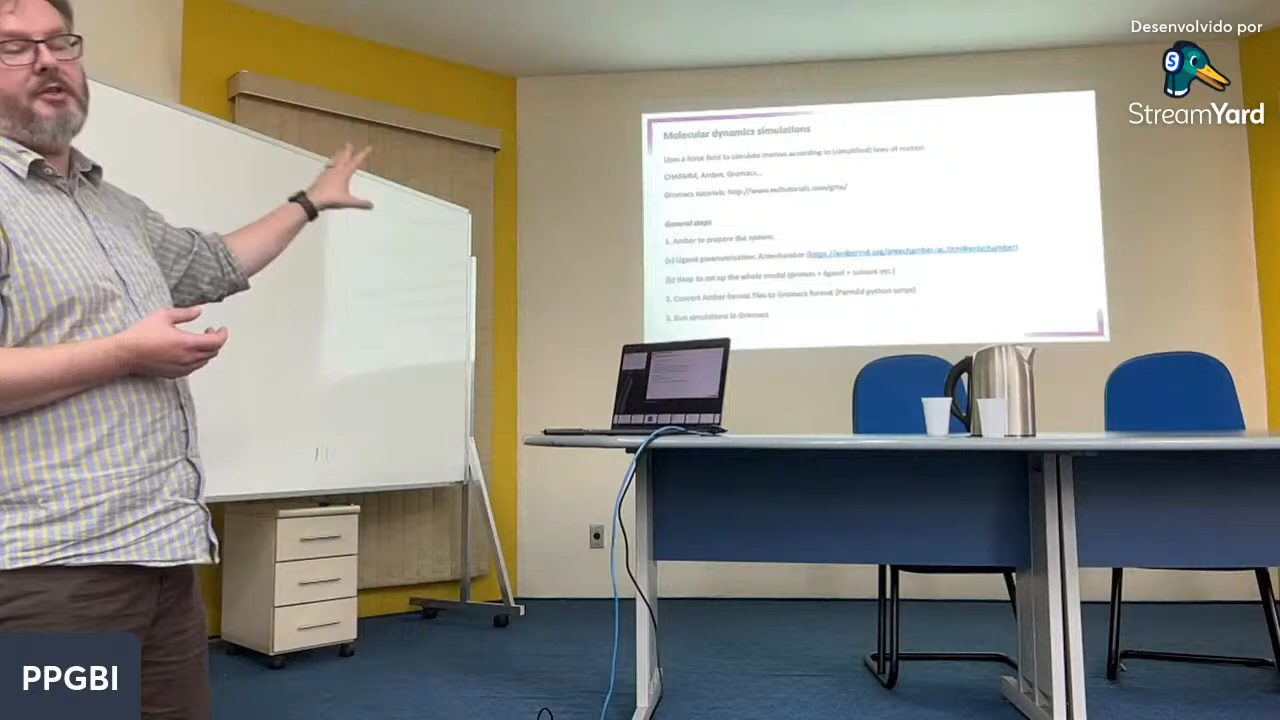 Desenvolvido por
S
StreamYard
Molecular dynamics simulations
Uses a force field to simulate motion according to (simplified) laws of motion
CHARMM, Amber, Gromacs...
Gromacs tutorials: http://www.mdtutorials.com/gmx/
General steps
1. Amber to prepare the system:
(a) Ligand parametrisation: Antechamber
(b) to set up the whole model (protein + ligand + solvent etc.)
2. Convert Amber format files to Gromacs format (ParmEd python script)
3. Run simulations in Gromacs
PPGBI